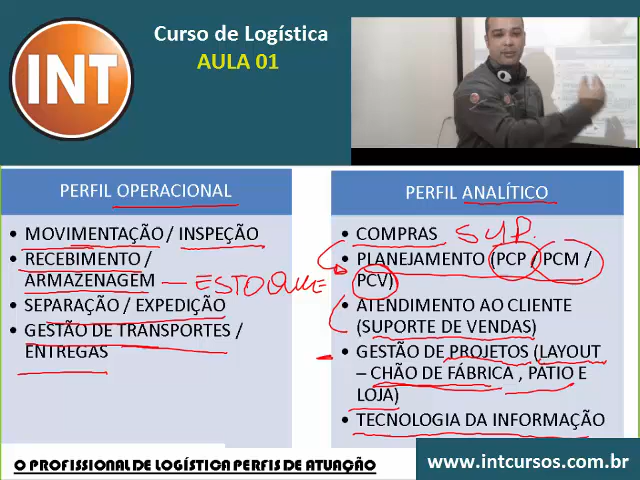 INT
Curso de Logística
AULA 01
PERFIL OPERACIONAL
• MOVIMENTAÇÃO / INSPEÇÃO
• RECEBIMENTO /
ARMAZENAGEM — ESTOQUE
• SEPARAÇÃO / EXPEDIÇÃO
• GESTÃO DE TRANSPORTES /
ENTREGAS
PERFIL ANALÍTICO
• COMPRAS SUP.
• PLANEJAMENTO (PCP / PCM /
PCV)
• ATENDIMENTO AO CLIENTE
(SUPORTE DE VENDAS)
• GESTÃO DE PROJETOS (LAYOUT
– CHÃO DE FÁBRICA , PÁTIO E
LOJA)
• TECNOLOGIA DA INFORMAÇÃO
O PROFISSIONAL DE LOGÍSTICA PERFIS DE ATUAÇÃO
www.intcursos.com.br